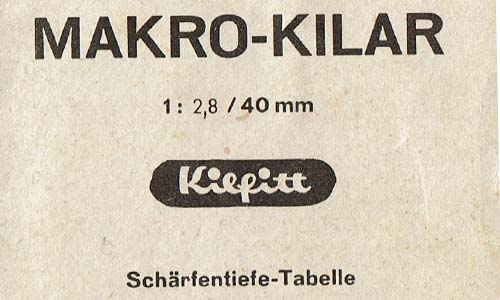 MAKRO-KILAR
1: 2,8 / 40 mm
Kilfitt
Schärfentiefe-Tabelle